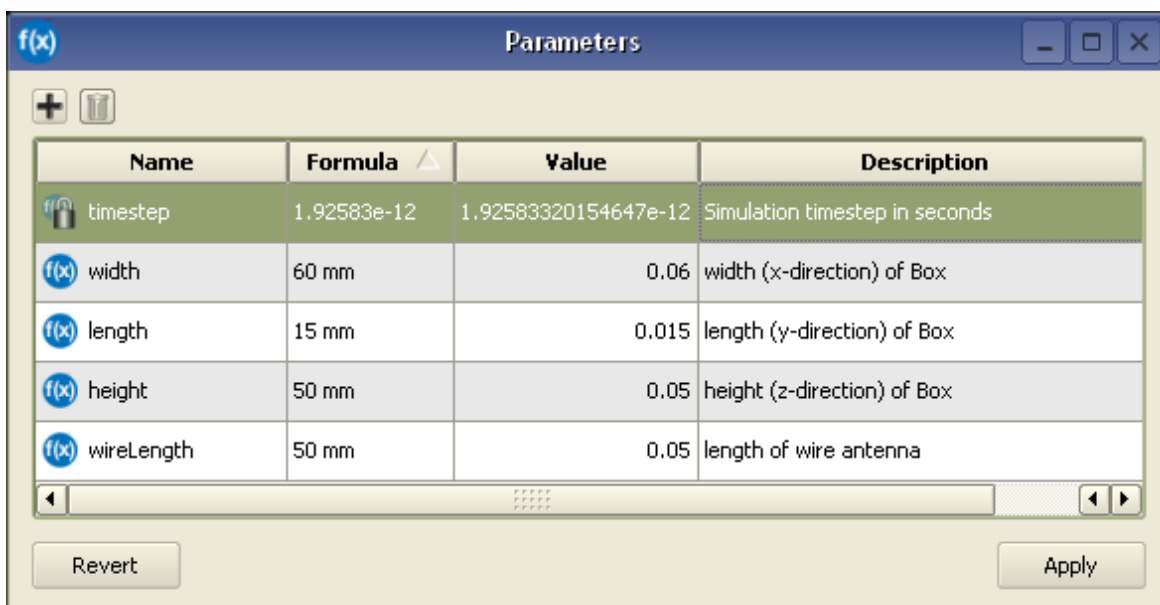 f(x) Parameters
Name Formula Value Description
timestep 1.92583e-12 1.92583320154647e-12 Simulation timestep in seconds
f(x) width 60 mm 0.06 width (x-direction) of Box
f(x) length 15 mm 0.015 length (y-direction) of Box
f(x) height 50 mm 0.05 height (z-direction) of Box
f(x) wireLength 50 mm 0.05 length of wire antenna
Revert Apply